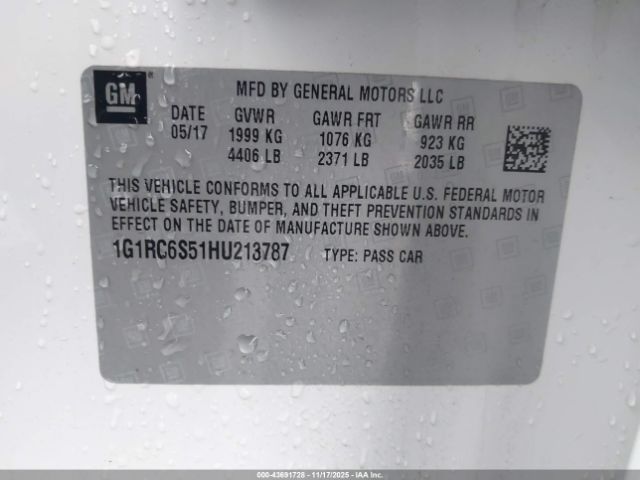 GM®
MFD BY GENERAL MOTORS LLC
DATE GVWR GAWR FRT GAWR RR
05/17 1999 KG 1076 KG 923 KG
4406 LB 2371 LB 2035 LB
THIS VEHICLE CONFORMS TO ALL APPLICABLE U.S. FEDERAL MOTOR
VEHICLE SAFETY, BUMPER, AND THEFT PREVENTION STANDARDS IN
EFFECT ON THE DATE OF MANUFACTURE SHOWN ABOVE.
1G1RC6S51HU213787 TYPE: PASS CAR
000-43691728 - 11/17/2025 - IAAI.COM